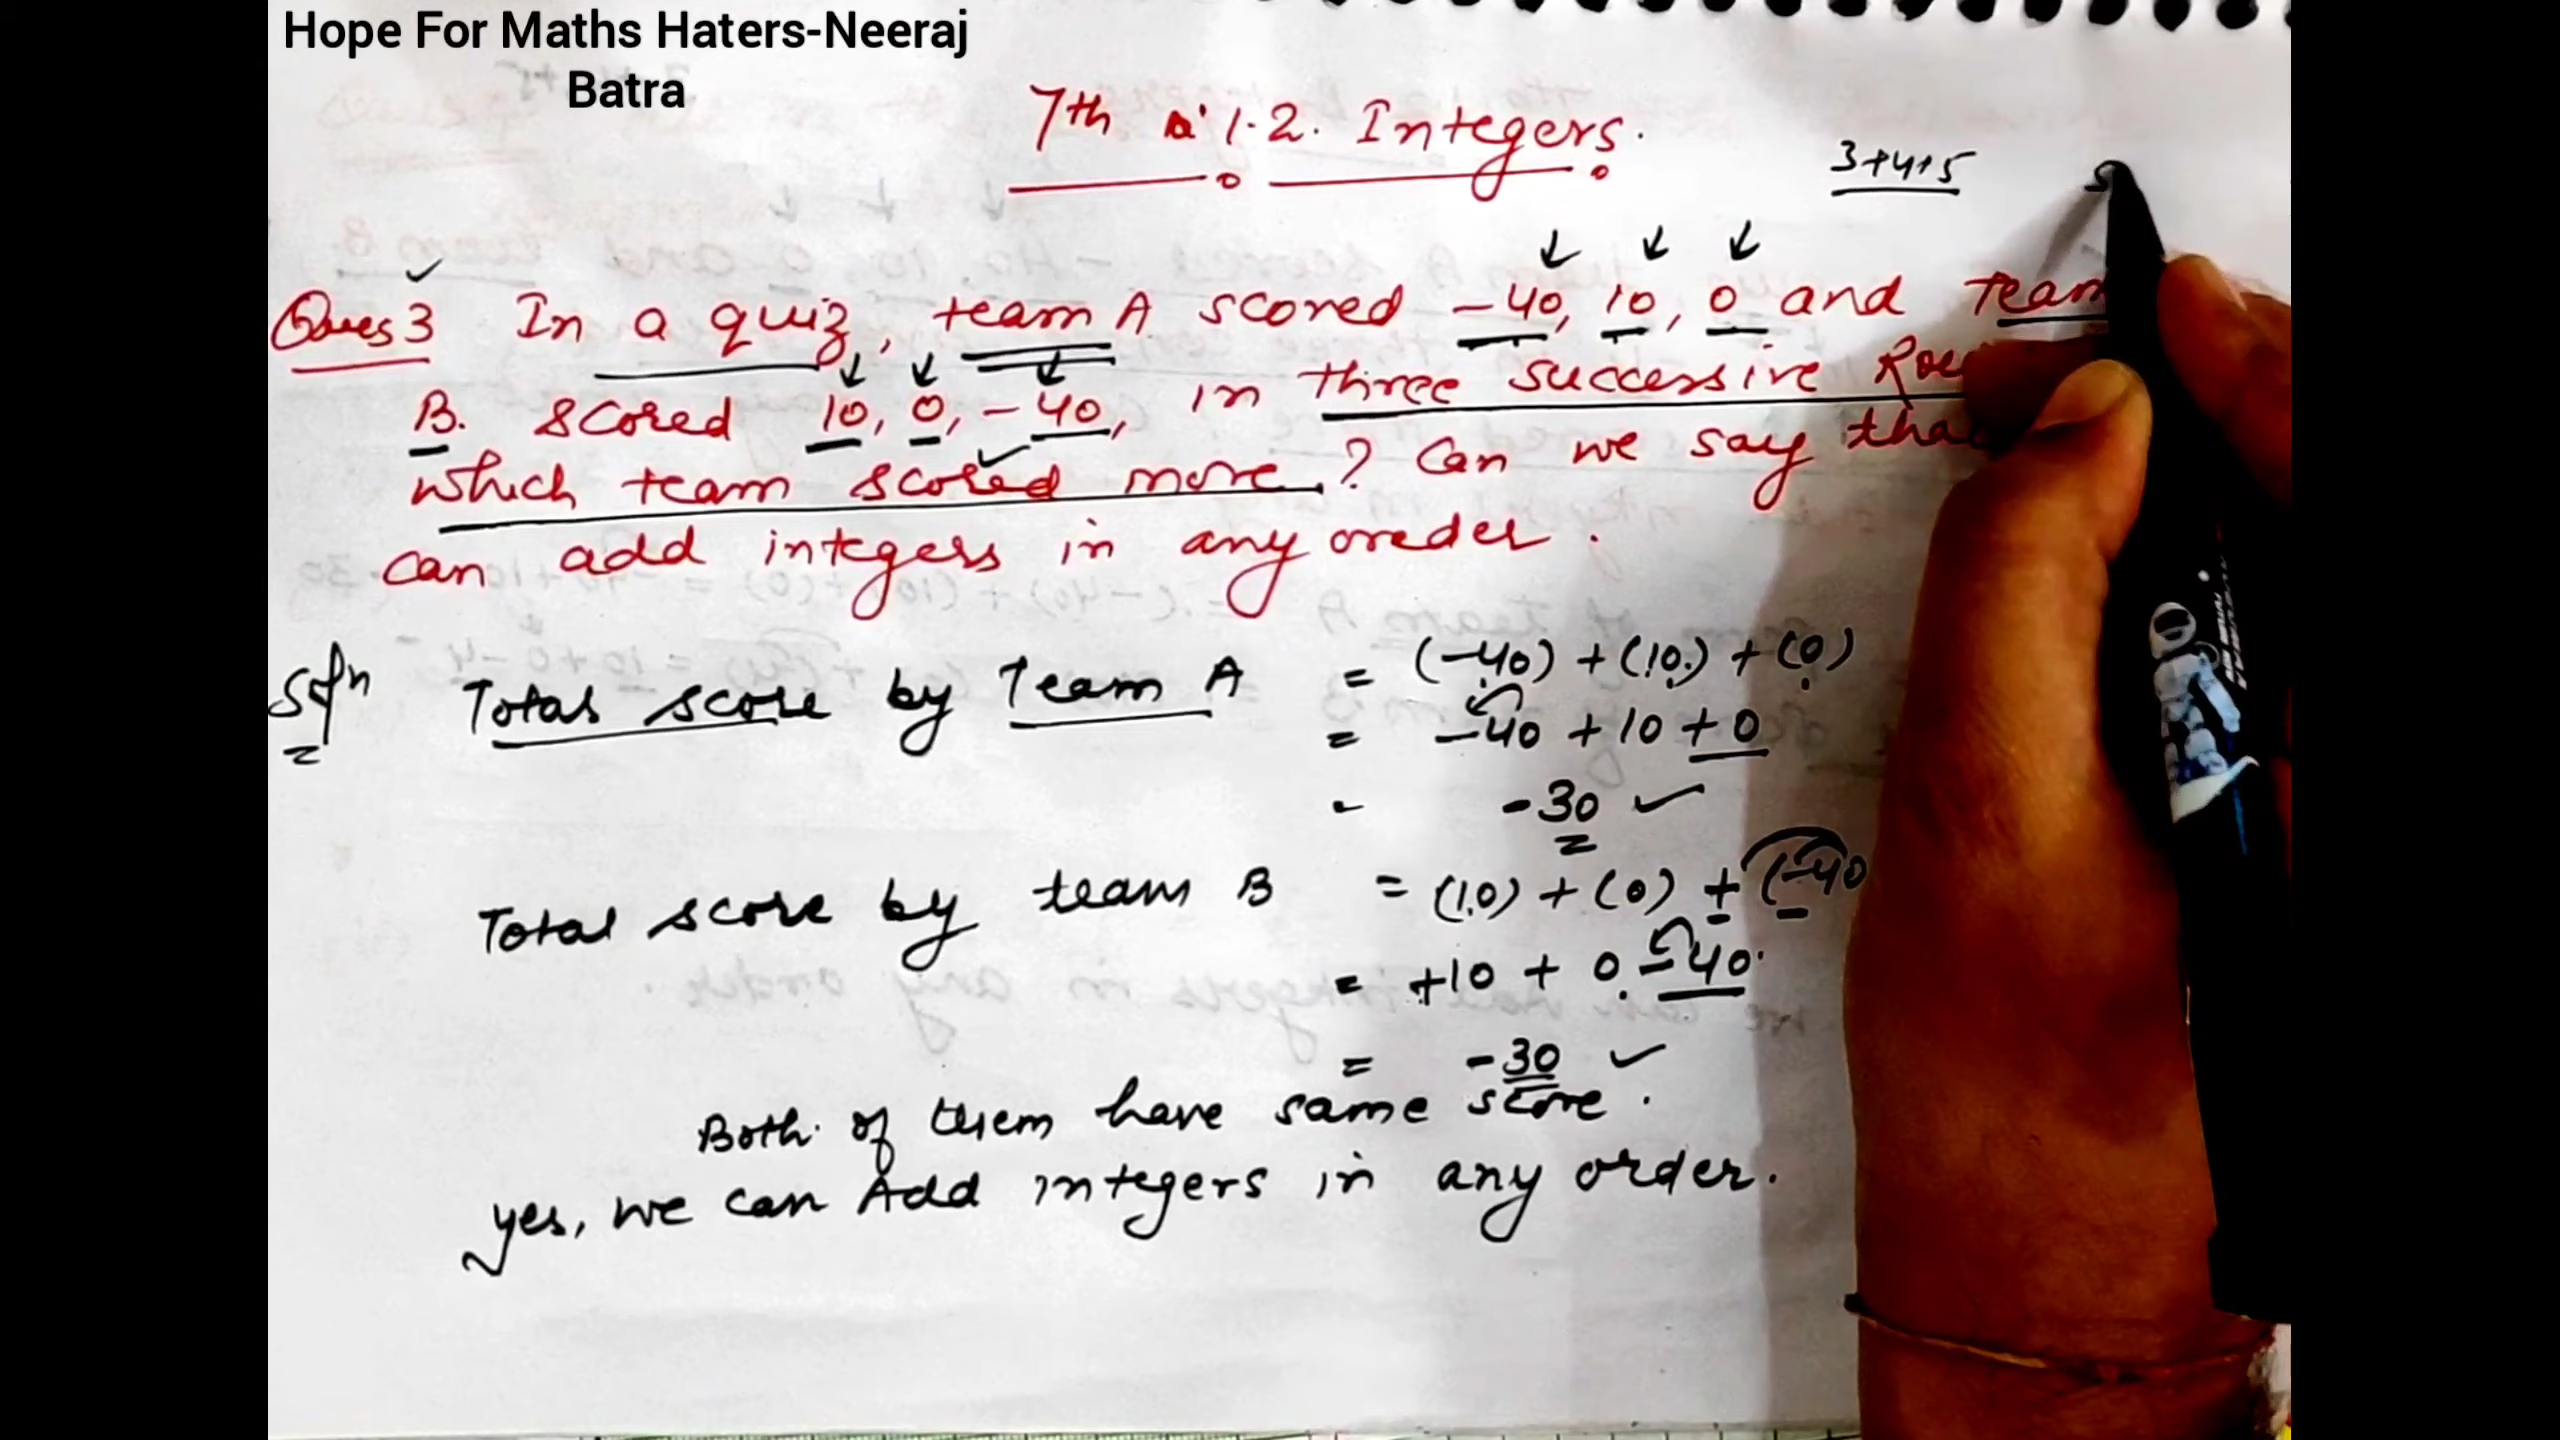 Hope For Maths Haters-Neeraj
Batra
7th 1.2. Integers.
3+4+5
5
Ques 3 In a quiz, team A scored -40, 10, 0 and team
B. scored 10, 0, -40, in three successive
which team scored more? Can we say that
can add integers in any oreder.
Sol^n Total score by Team A = (-40) + (10) + (0)
= -40 + 10 + 0
- -30 ✓
Total score by team B = (10) + (0) + (-40
= +10 + 0 - 40
= -30 ✓
Both of them have same score.
yes, we can Add integers in any order.